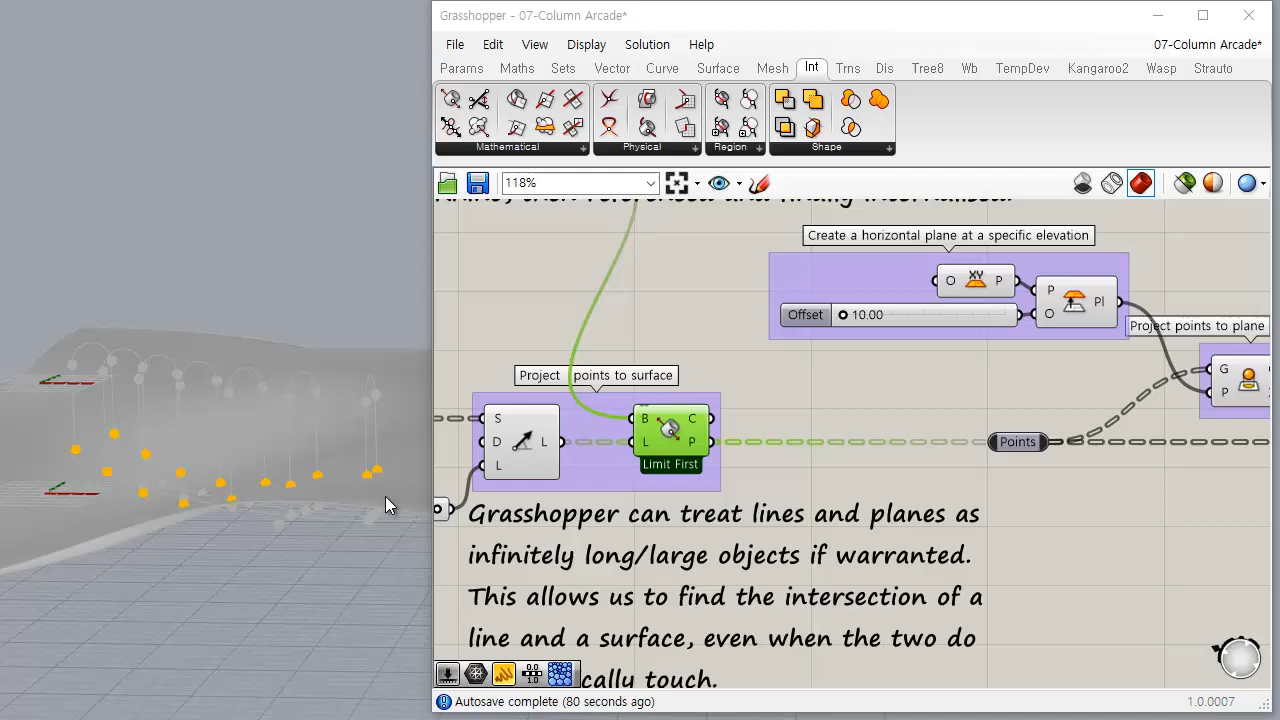 Grasshopper - 07-Column Arcade*
File Edit View Display Solution Help
07-Column Arcade*
Params Maths Sets Vector Curve Surface Mesh Int Trns Dis Tree8 Wb TempDev Kangaroo2 Wasp Strauto
Mathematical Physical Region Shape
118%
Create a horizontal plane at a specific elevation
O XY P
P Pl
O
Offset 10.00
Project points to plane
Project points to surface
S
D L
L
B C
L P
Limit First
Points
G
P
Grasshopper can treat lines and planes as
infinitely long/large objects if warranted.
This allows us to find the intersection of a
line and a surface, even when the two do
cally touch.
Autosave complete (80 seconds ago)
1.0.0007